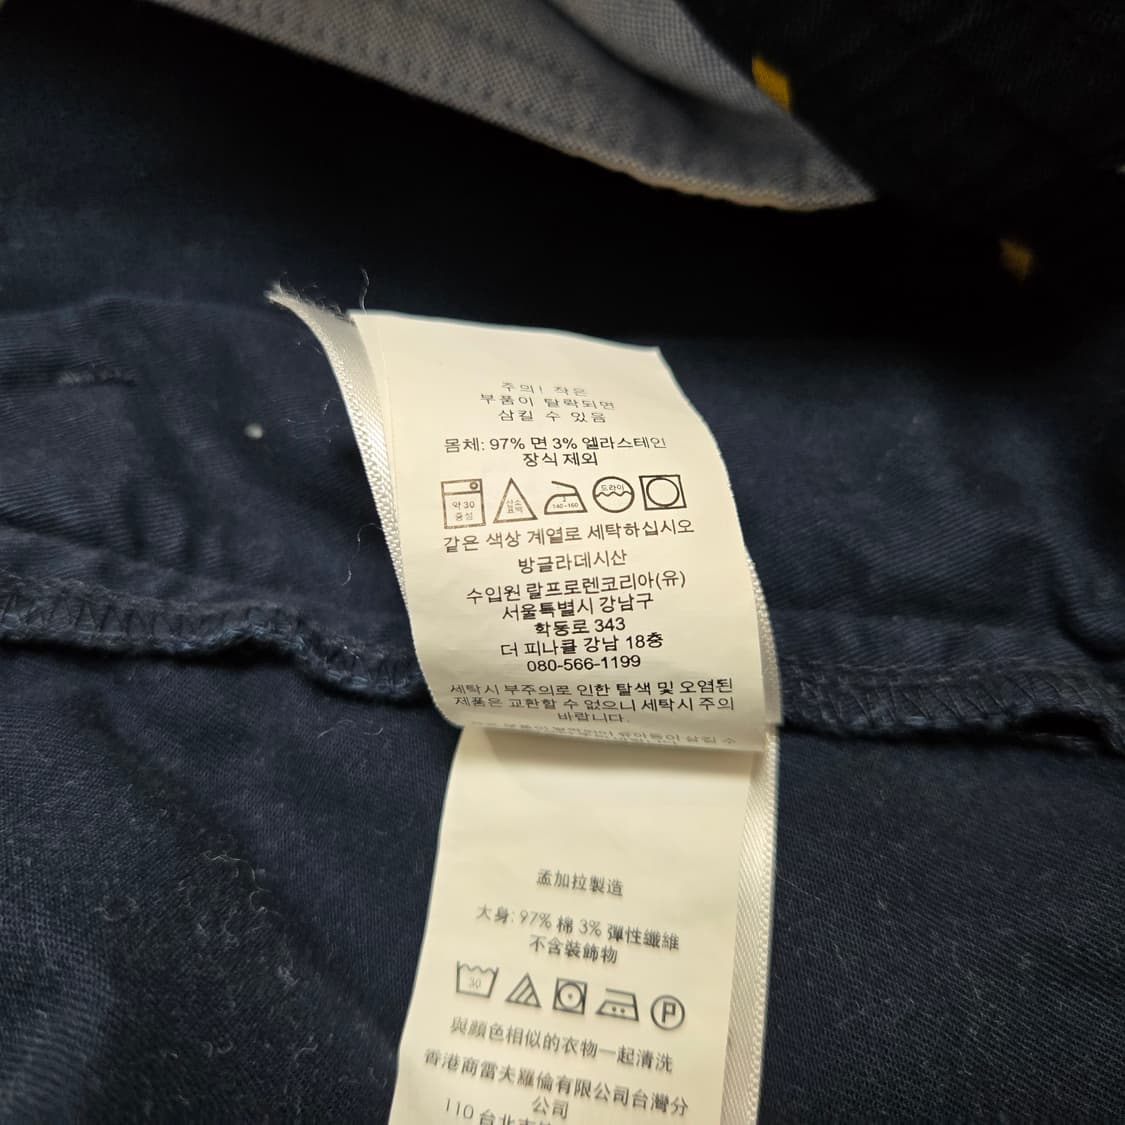 주의! 작은
부품이 탈락되면
삼킬 수 있음
몸체: 97% 면 3% 엘라스테인
장식 제외
약 30
중성
산소
표백
2
140-160
드라이
같은 색상 계열로 세탁하십시오
방글라데시산
수입원 랄프로렌코리아(유)
서울특별시 강남구
학동로 343
더 피나클 강남 18층
080-566-1199
세탁시 부주의로 인한 탈색 및 오염된
제품은 교환할 수 없으니 세탁시 주의
바랍니다.
삼킬 수
孟加拉製造
大身: 97% 棉 3% 彈性纖維
不含裝飾物
30
P
與顏色相似的衣物一起清洗
香港商雷夫羅倫有限公司台灣分
公司
110 台北市